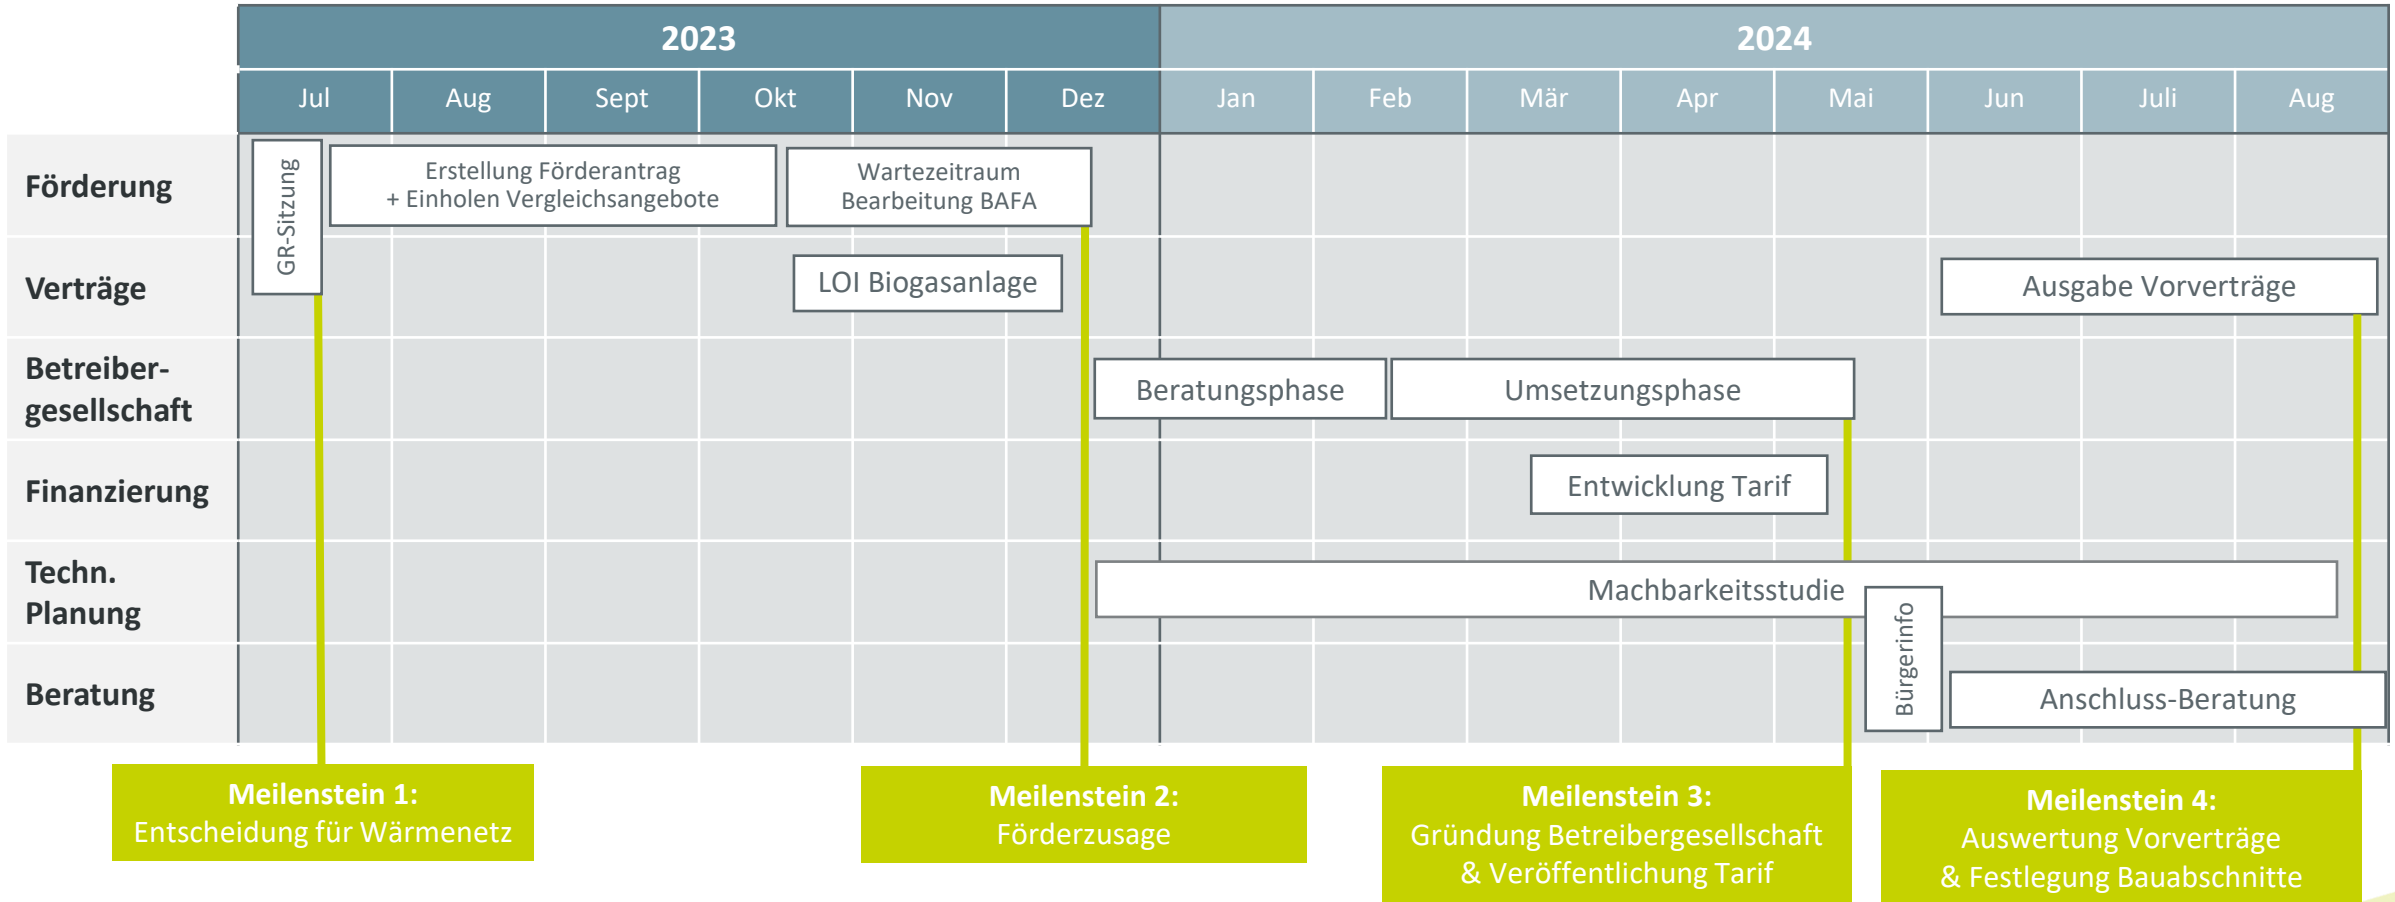 2023
2024
Jul
Aug
Sept
Okt
Nov
Dez
Jan
Feb
Mär
Apr
Mai
Jun
Juli
Aug
Förderung
GR-Sitzung
Erstellung Förderantrag
+ Einholen Vergleichsangebote
Wartezeitraum
Bearbeitung BAFA
Verträge
LOI Biogasanlage
Ausgabe Vorverträge
Betreiber-
gesellschaft
Beratungsphase
Umsetzungsphase
Finanzierung
Entwicklung Tarif
Techn.
Planung
Machbarkeitsstudie
Bürgerinfo
Beratung
Anschluss-Beratung
Meilenstein 1:
Entscheidung für Wärmenetz
Meilenstein 2:
Förderzusage
Meilenstein 3:
Gründung Betreibergesellschaft
& Veröffentlichung Tarif
Meilenstein 4:
Auswertung Vorverträge
& Festlegung Bauabschnitte